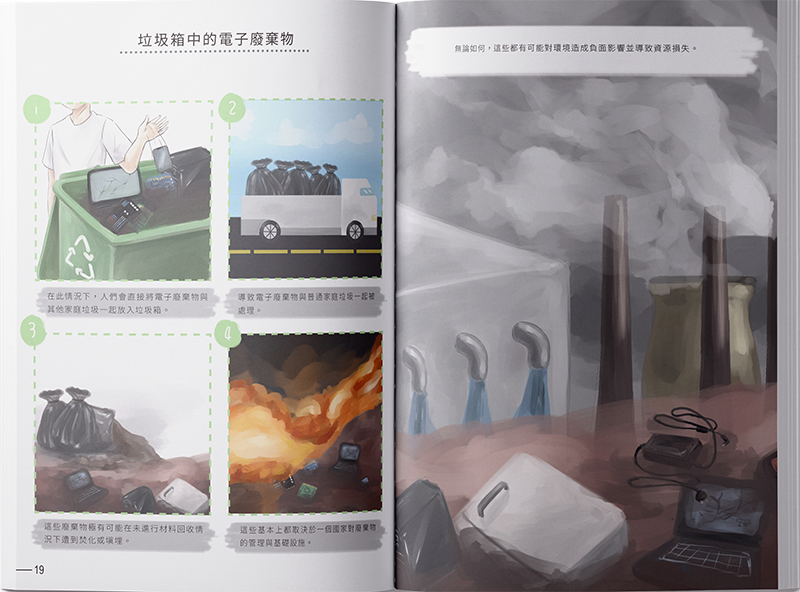 垃圾箱中的電子廢棄物
1
在此情況下，人們會直接將電子廢棄物與
其他家庭垃圾一起放入垃圾箱。
2
導致電子廢棄物與普通家庭垃圾一起被
處理。
3
這些廢棄物極有可能在未進行材料回收情
況下遭到焚化或填埋。
4
這些基本上都取決於一個國家對廢棄物
的管理與基礎設施。
19
無論如何，這些都有可能對環境造成負面影響並導致資源損失。